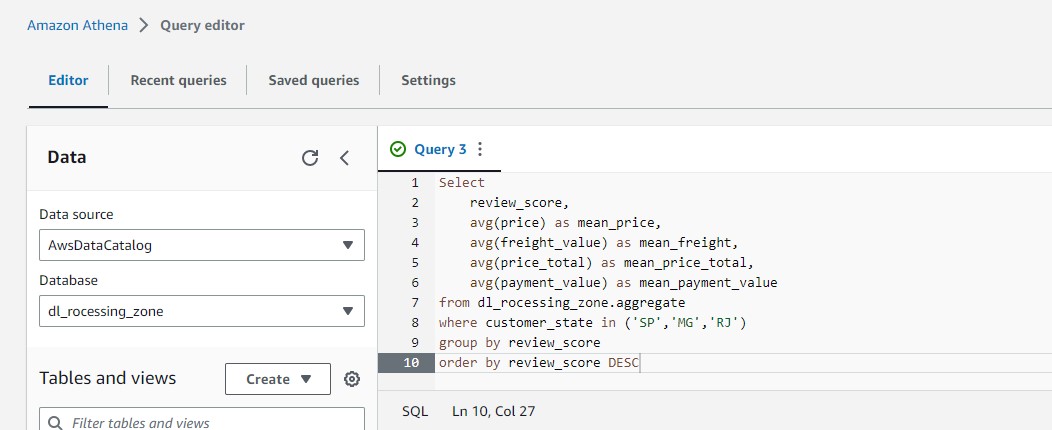 Amazon Athena > Query editor
Editor Recent queries Saved queries Settings
Data
Data source
AwsDataCatalog
Database
dl_rocessing_zone
Tables and views Create
Filter tables and views
Query 3
1 Select
2 review_score,
3 avg(price) as mean_price,
4 avg(freight_value) as mean_freight,
5 avg(price_total) as mean_price_total,
6 avg(payment_value) as mean_payment_value
7 from dl_rocessing_zone.aggregate
8 where customer_state in ('SP','MG','RJ')
9 group by review_score
10 order by review_score DESC
SQL Ln 10, Col 27